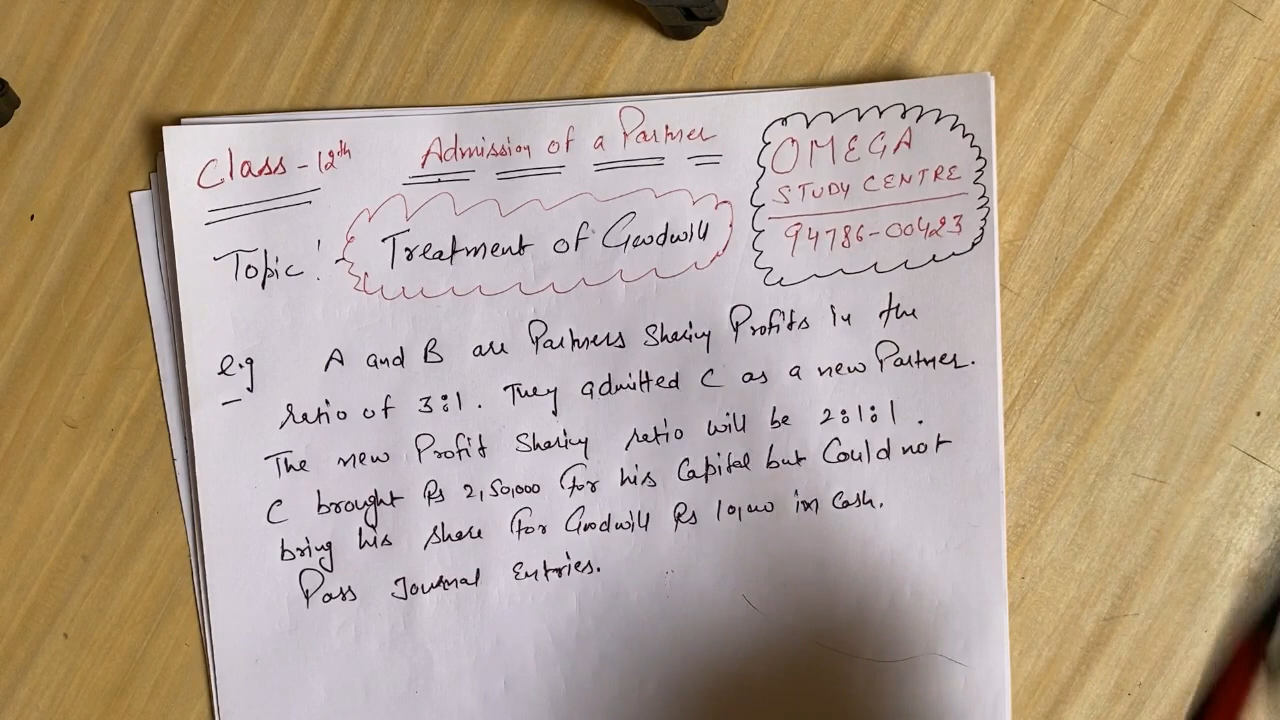 Class - 12th
Admission of a Partner
OMEGA
STUDY CENTRE
94786-00423
Topic :-
Treatment of Goodwill
e.g A and B are Partners Sharing Profits in the
ratio of 3:1. They admitted C as a new Partner.
The new Profit Sharing ratio will be 2:1:1.
C brought Rs 2,50,000 for his Capital but Could not
bring his share for Goodwill Rs 10,000 in Cash.
Pass Journal Entries.